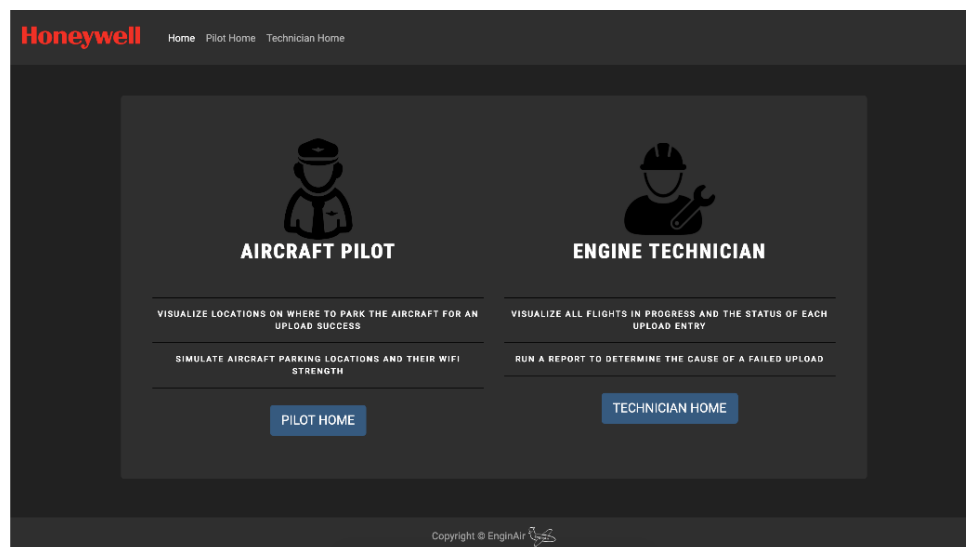 Honeywell Home Pilot Home Technician Home
AIRCRAFT PILOT
VISUALIZE LOCATIONS ON WHERE TO PARK THE AIRCRAFT FOR AN
UPLOAD SUCCESS
SIMULATE AIRCRAFT PARKING LOCATIONS AND THEIR WIFI
STRENGTH
PILOT HOME
ENGINE TECHNICIAN
VISUALIZE ALL FLIGHTS IN PROGRESS AND THE STATUS OF EACH
UPLOAD ENTRY
RUN A REPORT TO DETERMINE THE CAUSE OF A FAILED UPLOAD
TECHNICIAN HOME
Copyright © EnginAir